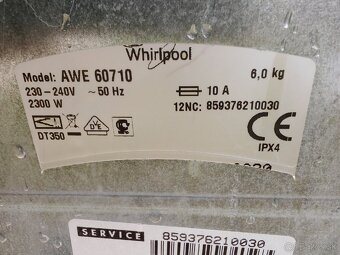 Whirlpool
Model: AWE 60710
6,0 kg
230-240V ~ 50 Hz
10 A
2300 W
12NC: 859376210030
DT350
DVE
CE
IPX4
SERVICE
859376210030